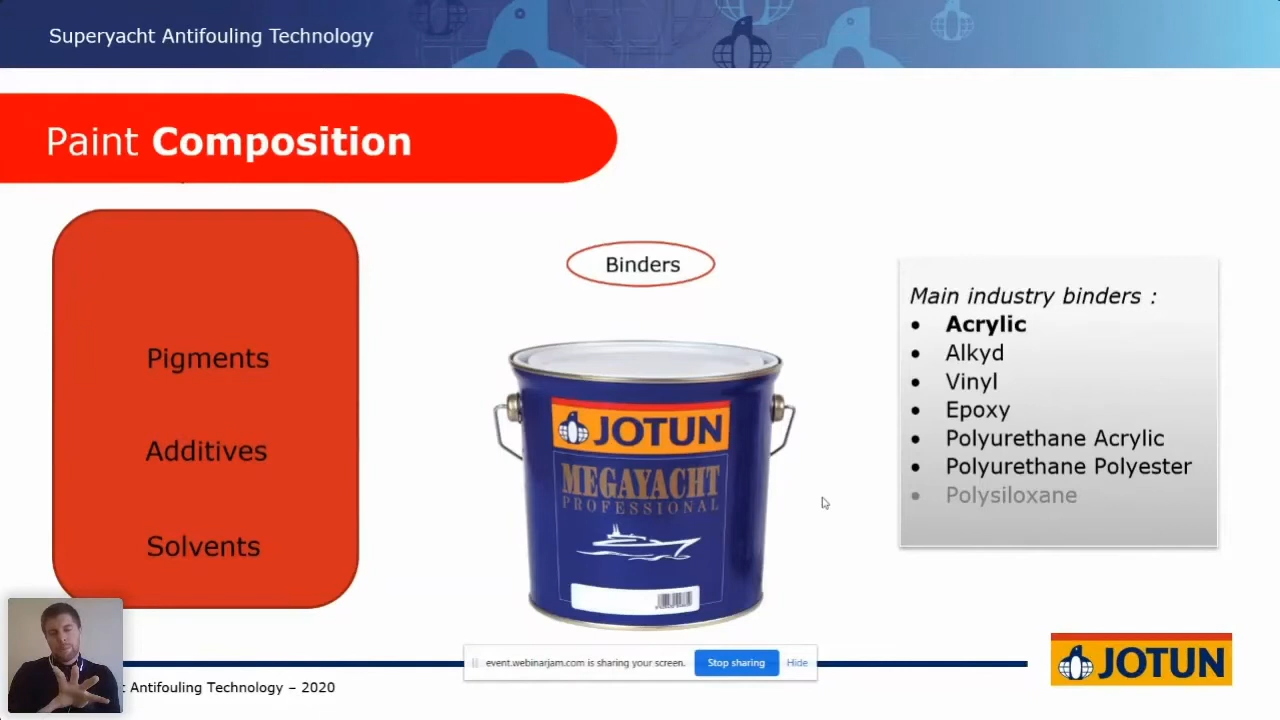 Superyacht Antifouling Technology
Paint Composition
Binders
Pigments
Additives
Solvents
JOTUN
MEGAYACHT
PROFESSIONAL
Main industry binders :
• Acrylic
• Alkyd
• Vinyl
• Epoxy
• Polyurethane Acrylic
• Polyurethane Polyester
• Polysiloxane
event.webinarjam.com is sharing your screen. Stop sharing Hide
JOTUN
Antifouling Technology – 2020